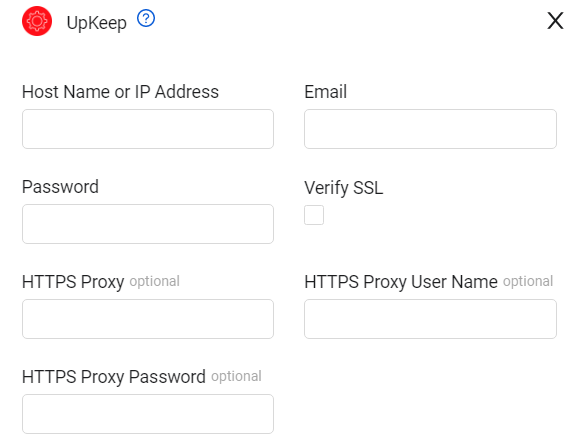 UpKeep ?
X
Host Name or IP Address Email
Password Verify SSL
HTTPS Proxy optional HTTPS Proxy User Name optional
HTTPS Proxy Password optional